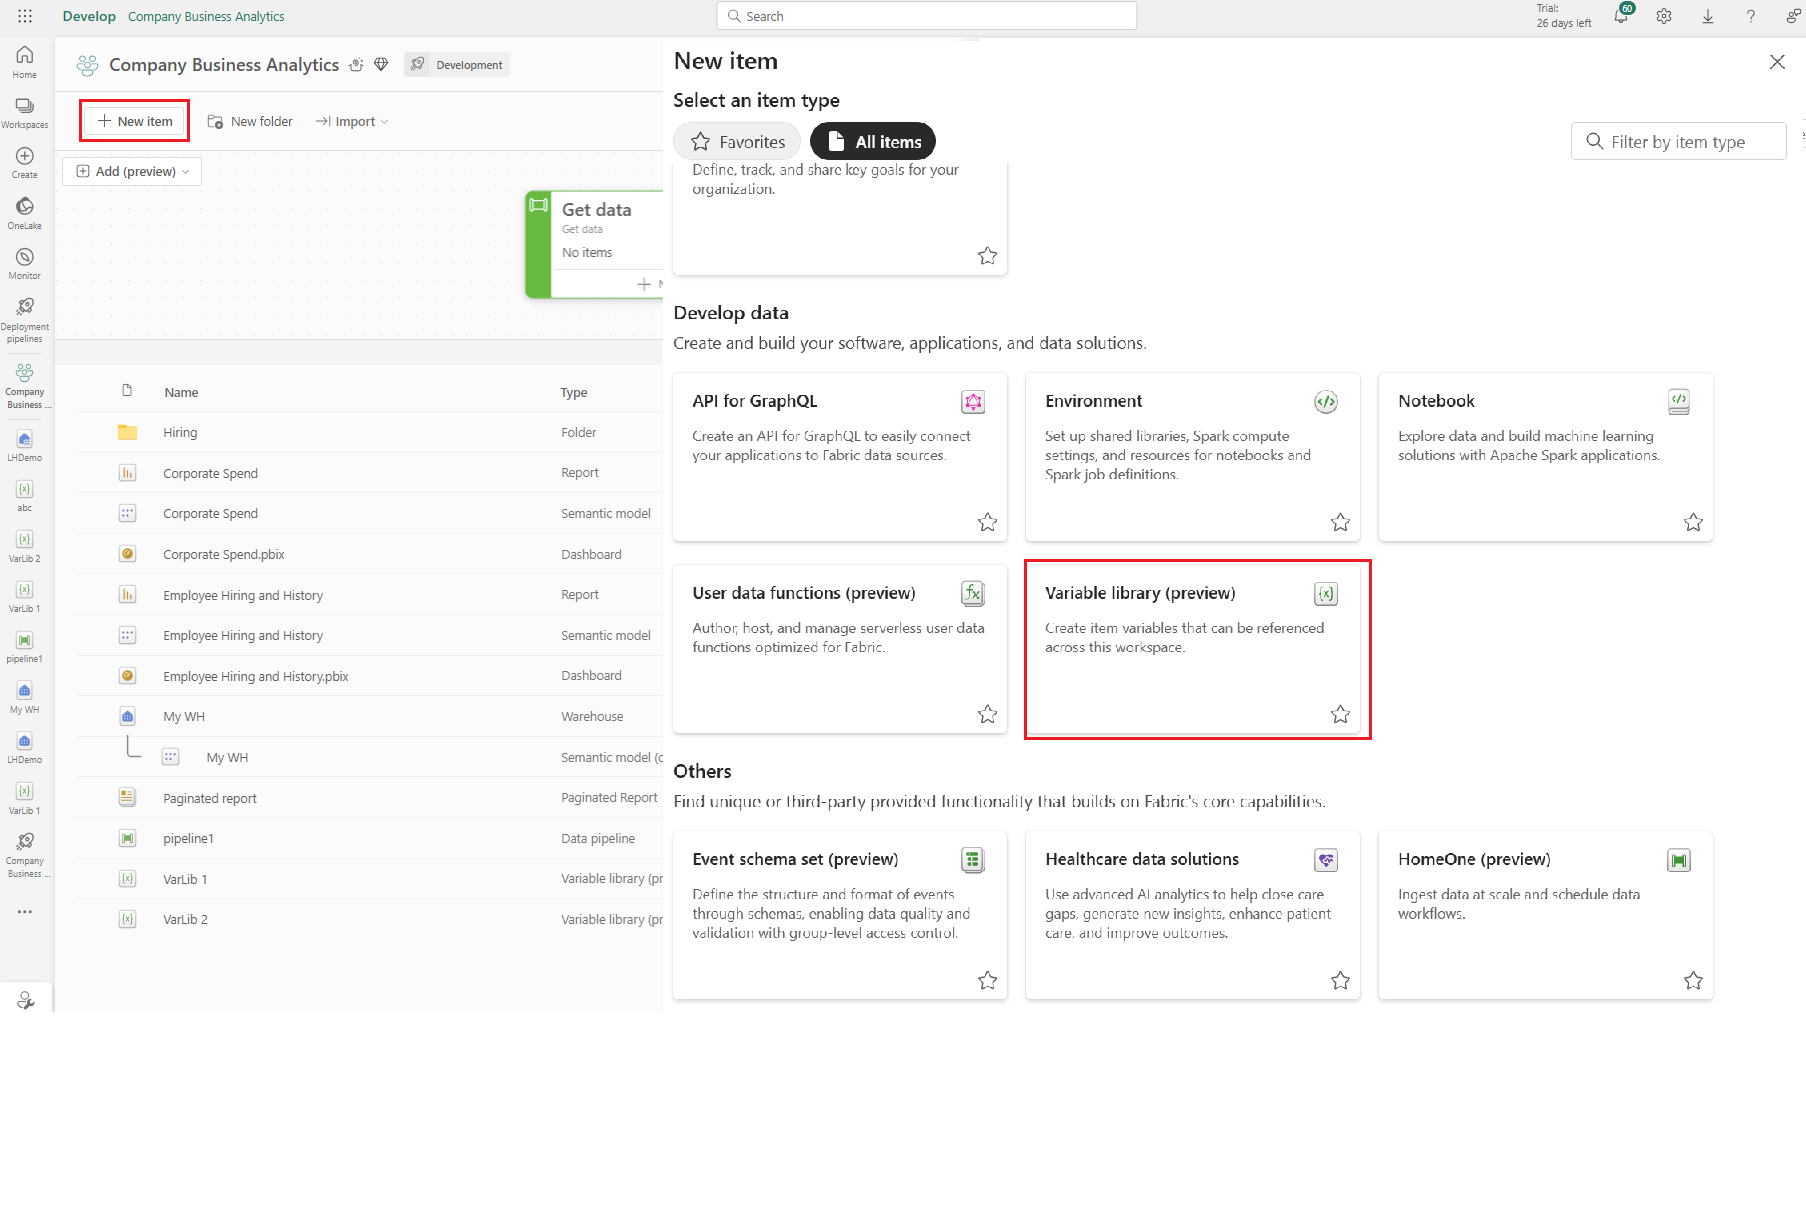 Develop Company Business Analytics
Search
Trial:
26 days left
60
?
Home
Workspaces
Create
OneLake
Monitor
Deployment
pipelines
Company
Business ...
LHDemo
abc
VarLib 2
VarLib 1
pipeline1
My WH
LHDemo
VarLib 1
Company
Business ...
Company Business Analytics
Development
New item
New folder
Import
Add (preview)
Get data
Get data
No items
Name
Type
Hiring
Folder
Corporate Spend
Report
Corporate Spend
Semantic model
Corporate Spend.pbix
Dashboard
Employee Hiring and History
Report
Employee Hiring and History
Semantic model
Employee Hiring and History.pbix
Dashboard
My WH
Warehouse
My WH
Semantic model (
Paginated report
Paginated Report
pipeline1
Data pipeline
VarLib 1
Variable library (pr
VarLib 2
Variable library (pr
New item
Select an item type
Favorites
All items
Filter by item type
Define, track, and share key goals for your
organization.
Develop data
Create and build your software, applications, and data solutions.
API for GraphQL
Create an API for GraphQL to easily connect
your applications to Fabric data sources.
Environment
Set up shared libraries, Spark compute
settings, and resources for notebooks and
Spark job definitions.
Notebook
Explore data and build machine learning
solutions with Apache Spark applications.
User data functions (preview)
Author, host, and manage serverless user data
functions optimized for Fabric.
Variable library (preview)
Create item variables that can be referenced
across this workspace.
Others
Find unique or third-party provided functionality that builds on Fabric's core capabilities.
Event schema set (preview)
Define the structure and format of events
through schemas, enabling data quality and
validation with group-level access control.
Healthcare data solutions
Use advanced AI analytics to help close care
gaps, generate new insights, enhance patient
care, and improve outcomes.
HomeOne (preview)
Ingest data at scale and schedule data
workflows.